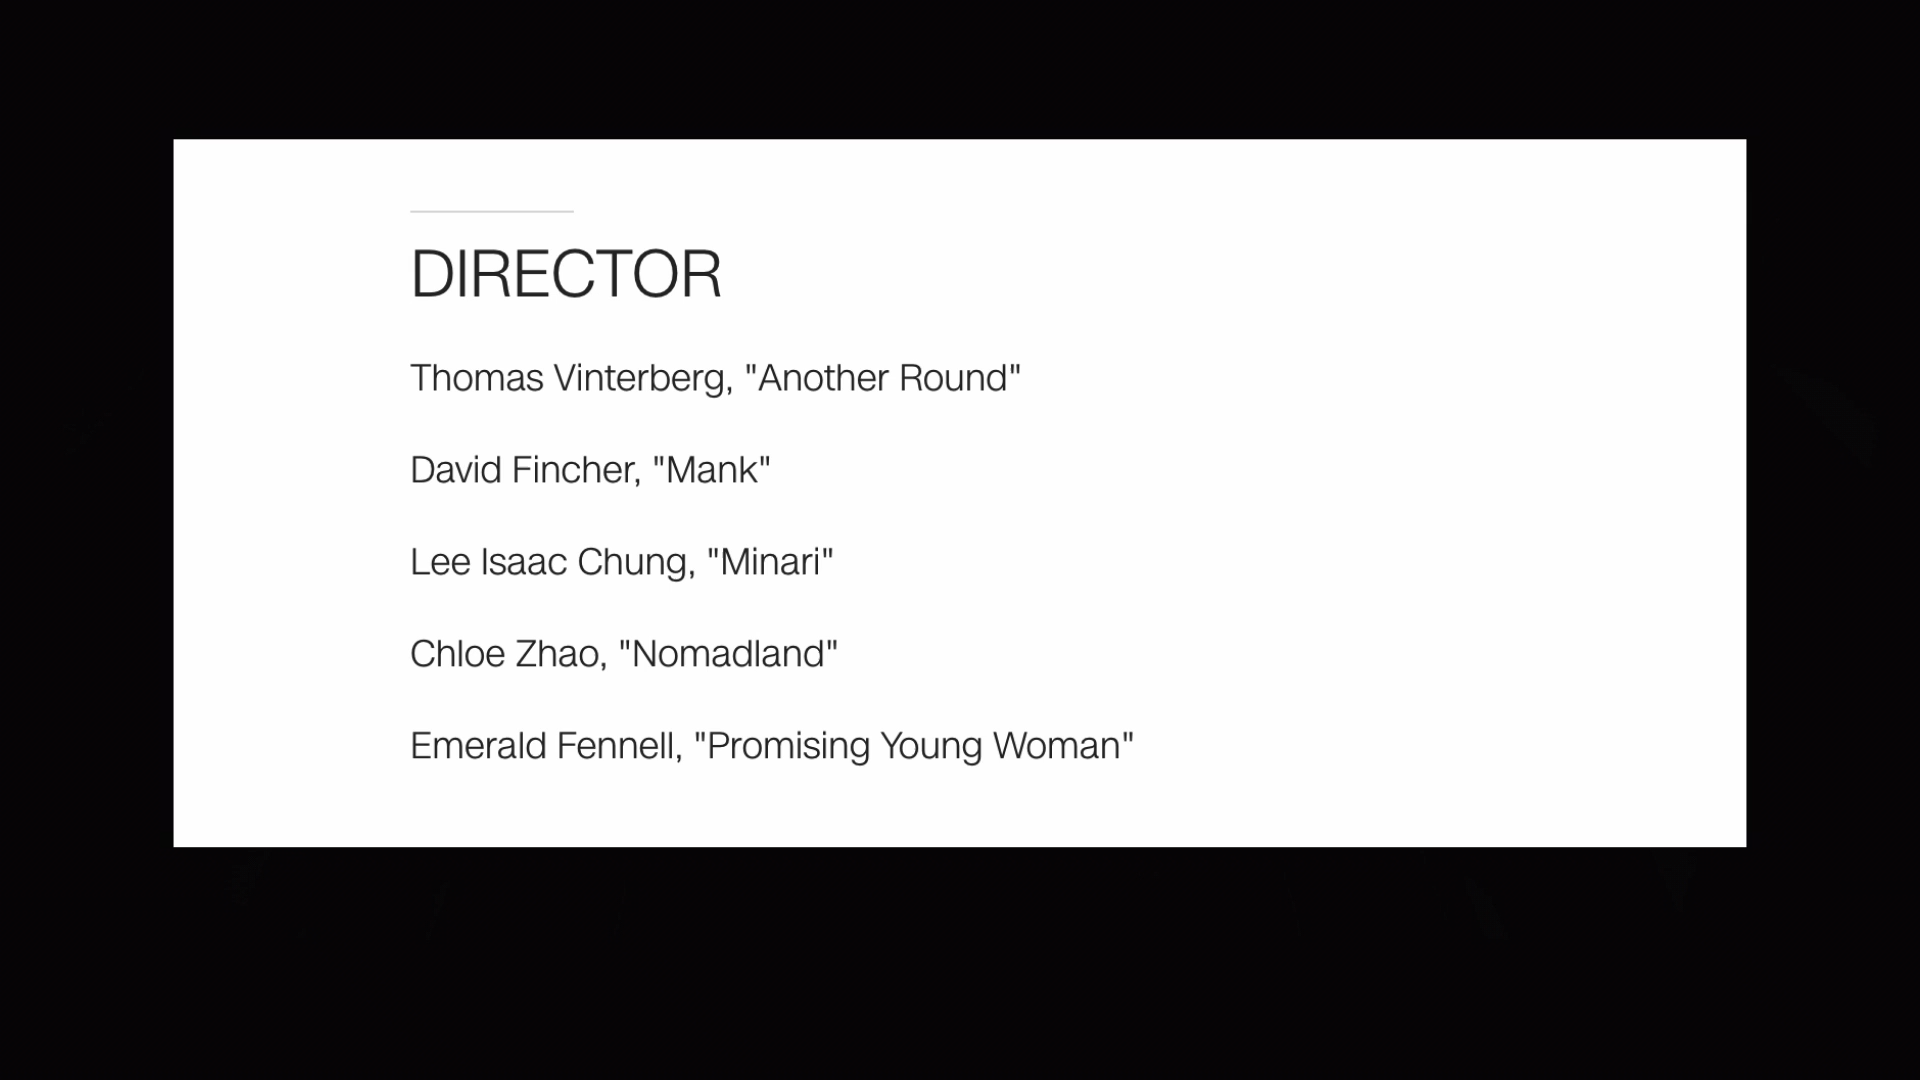 DIRECTOR
Thomas Vinterberg, "Another Round"
David Fincher, "Mank"
Lee Isaac Chung, "Minari"
Chloe Zhao, "Nomadland"
Emerald Fennell, "Promising Young Woman"